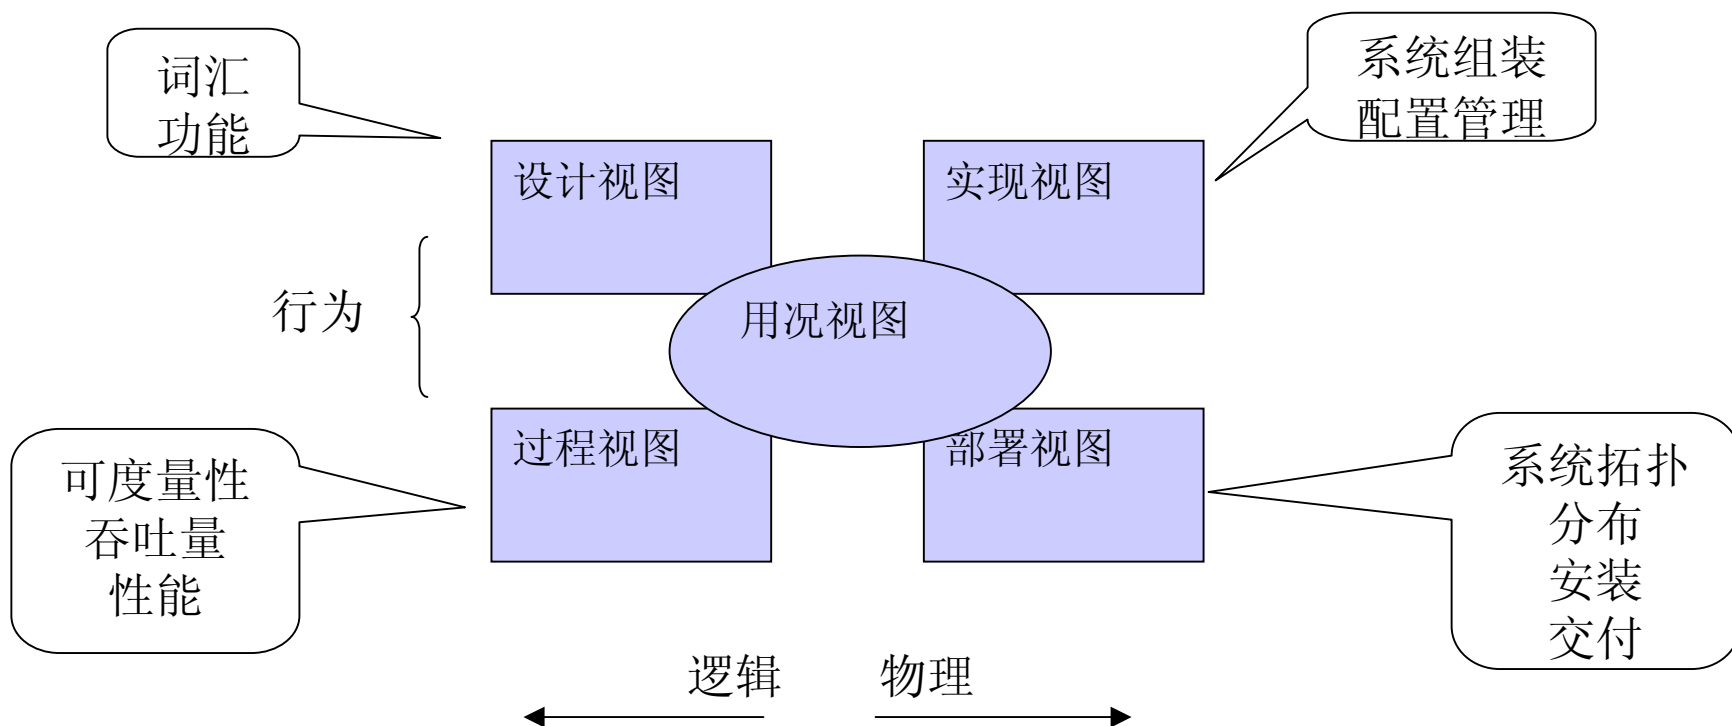 词汇
功能
系统组装
配置管理
设计视图
实现视图
行为
用况视图
过程视图
部署视图
可度量性
吞吐量
性能
系统拓扑
分布
安装
交付
逻辑
物理